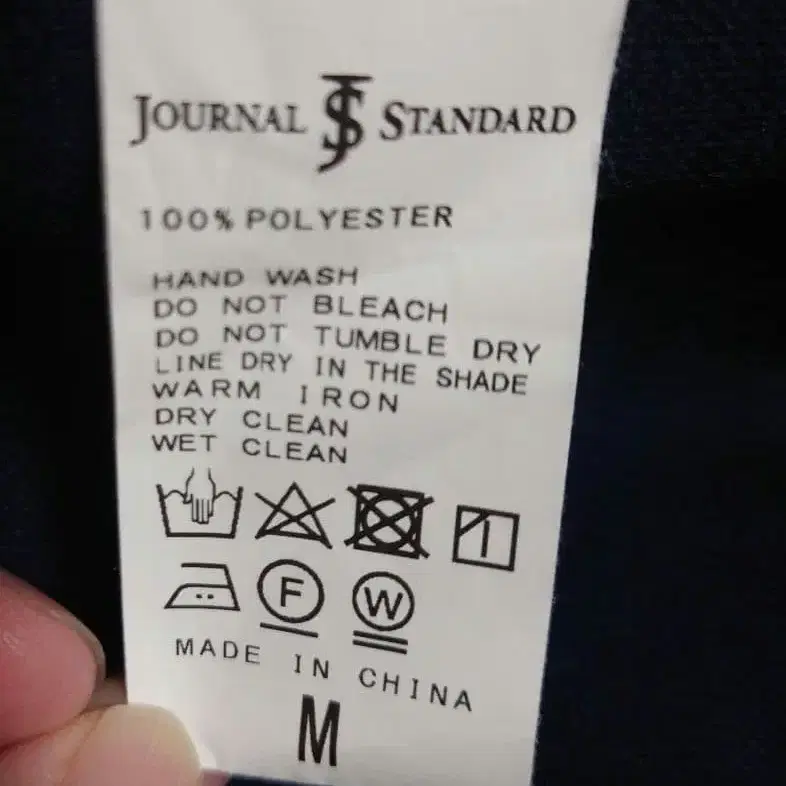 JOURNAL JS STANDARD
100% POLYESTER
HAND WASH
DO NOT BLEACH
DO NOT TUMBLE DRY
LINE DRY IN THE SHADE
WARM IRON
DRY CLEAN
WET CLEAN
F W
MADE IN CHINA
M